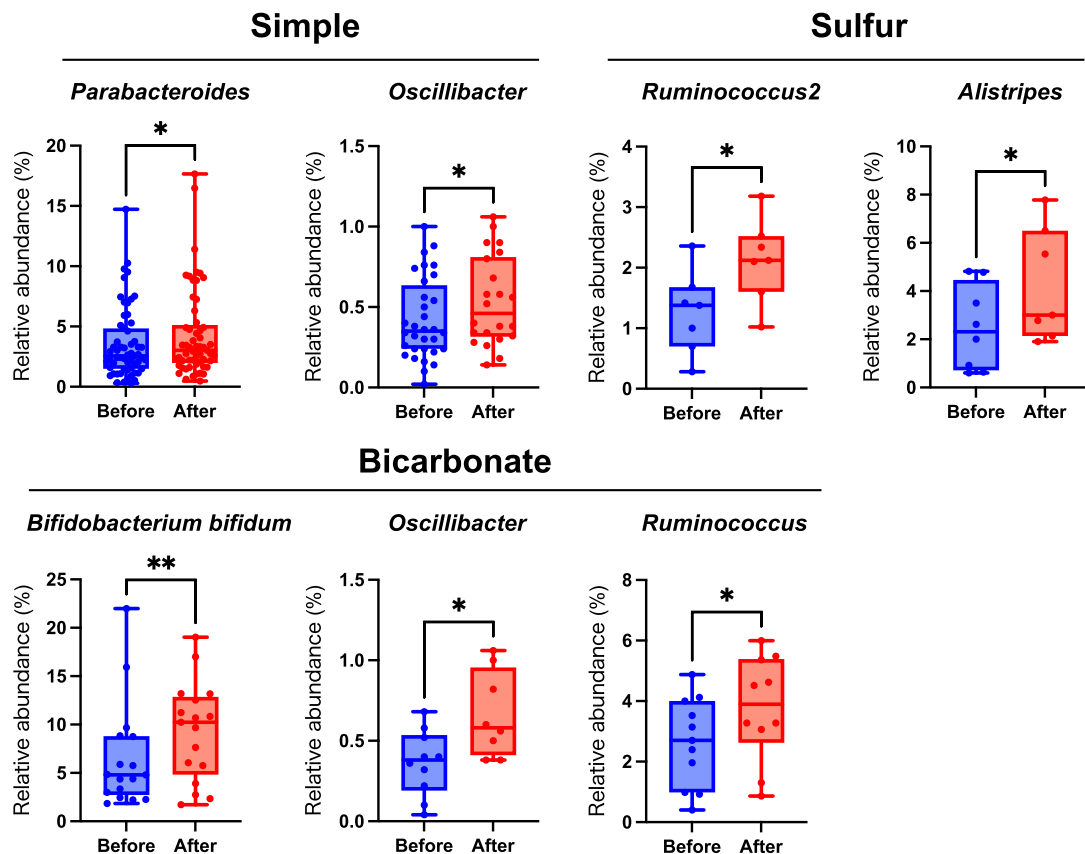 Simple Sulfur
Parabacteroides Oscillibacter Ruminococcus2 Alistripes
Relative abundance (%)
20
15
10
5
0
*
Before After
Relative abundance (%)
1.5
1.0
0.5
0.0
*
Before After
Relative abundance (%)
4
3
2
1
0
*
Before After
Relative abundance (%)
10
8
6
4
2
0
*
Before After
Bicarbonate
Bifidobacterium bifidum Oscillibacter Ruminococcus
Relative abundance (%)
25
20
15
10
5
0
**
Before After
Relative abundance (%)
1.5
1.0
0.5
0.0
*
Before After
Relative abundance (%)
8
6
4
2
0
*
Before After